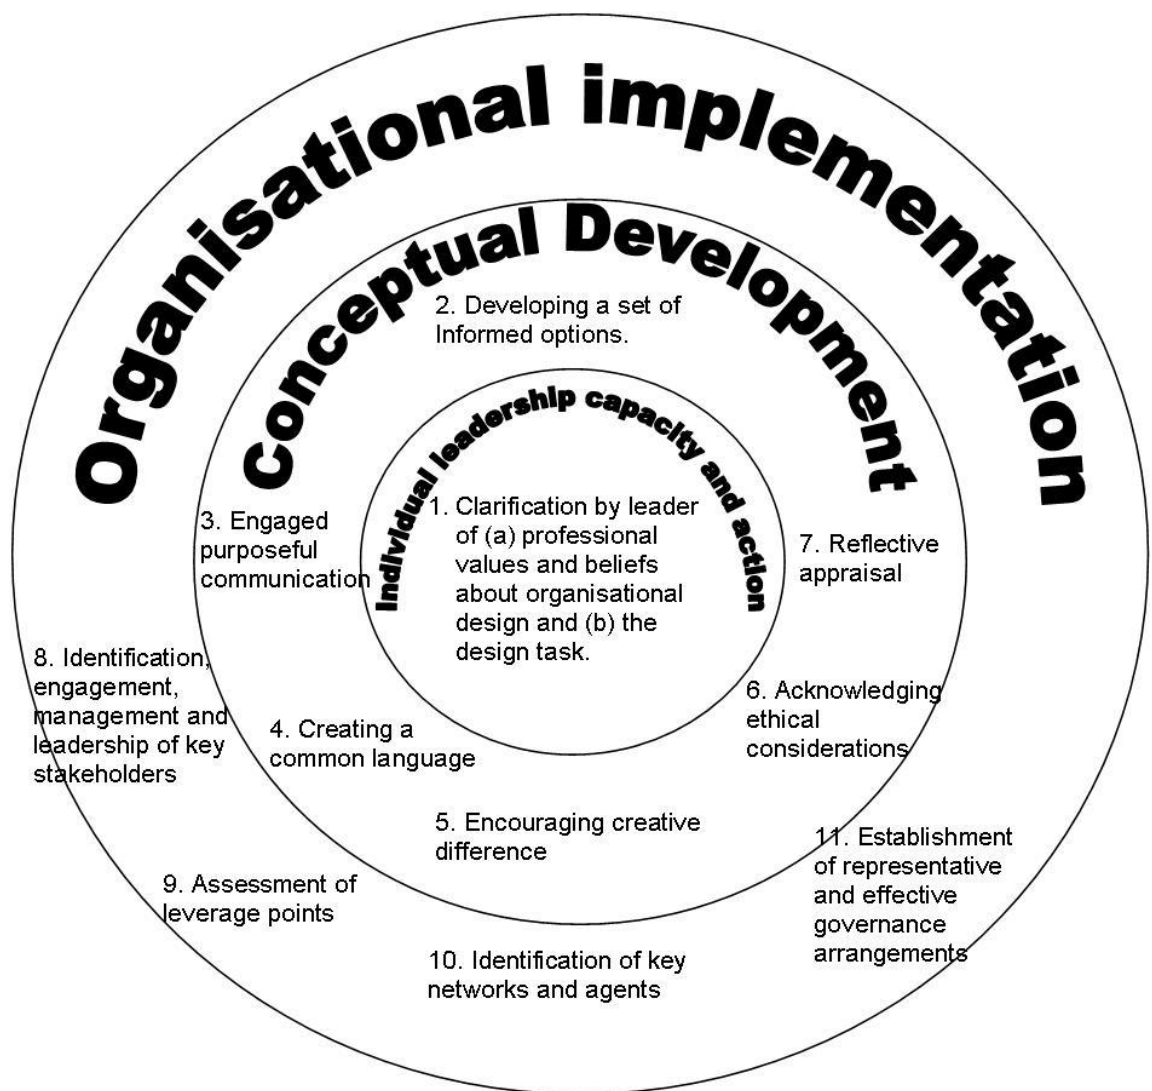 Organisational implementation
Conceptual Development
2. Developing a set of
Informed options.
Individual leadership capacity and action
1. Clarification by leader
of (a) professional
values and beliefs
about organisational
design and (b) the
design task.
3. Engaged
purposeful
communication
7. Reflective
appraisal
8. Identification,
engagement,
management and
leadership of key
stakeholders
4. Creating a
common language
6. Acknowledging
ethical
considerations
5. Encouraging creative
difference
9. Assessment of
leverage points
11. Establishment
of representative
and effective
governance
arrangements
10. Identification of key
networks and agents